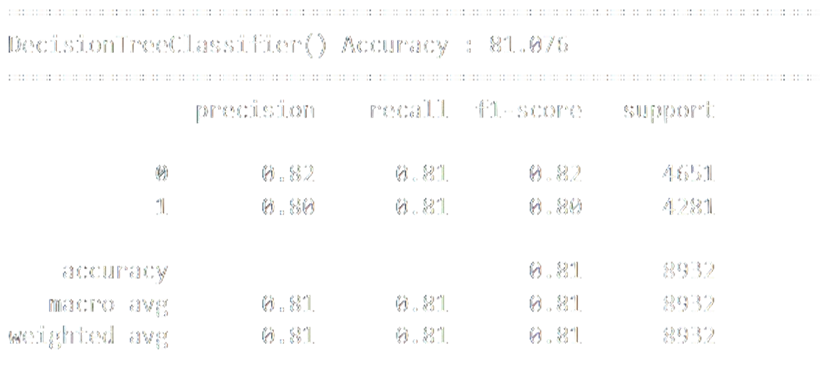 DecisionTreeClassifier() Accuracy : 81.076
precision recall f1-score support
0 0.82 0.81 0.82 4651
1 0.80 0.81 0.80 4281
accuracy 0.81 8932
macro avg 0.81 0.81 0.81 8932
weighted avg 0.81 0.81 0.81 8932